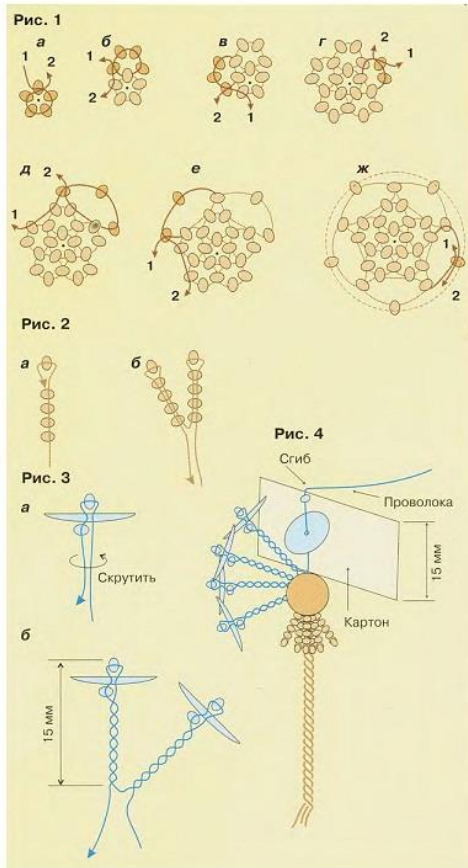 Рис. 1
а
б
в
г
1
2
1
2
2
1
2
1
д
е
ж
2
1
1
2
1
2
Рис. 2
а
б
Рис. 3
а
Скрутить
б
15 мм
Рис. 4
Сгиб
Проволока
15 мм
Картон